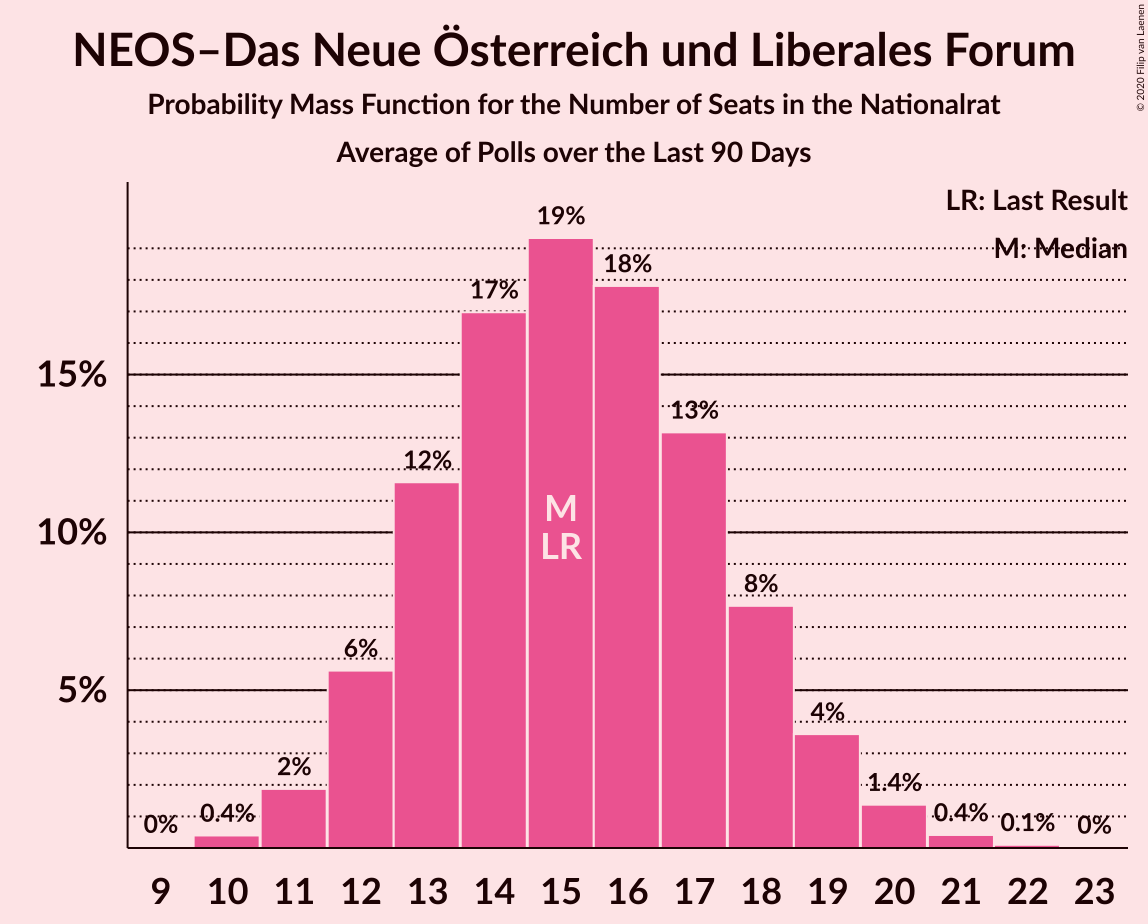 NEOS–Das Neue Österreich und Liberales Forum
Probability Mass Function for the Number of Seats in the Nationalrat
Average of Polls over the Last 90 Days
© 2020 Filip van Laenen
LR: Last Result
M: Median
19%
18%
17%
15%
13%
12%
M
10%
LR
8%
6%
5%
4%
2%
1.4%
0% 0.4% 0.4% 0.1% 0%
9 10 11 12 13 14 15 16 17 18 19 20 21 22 23